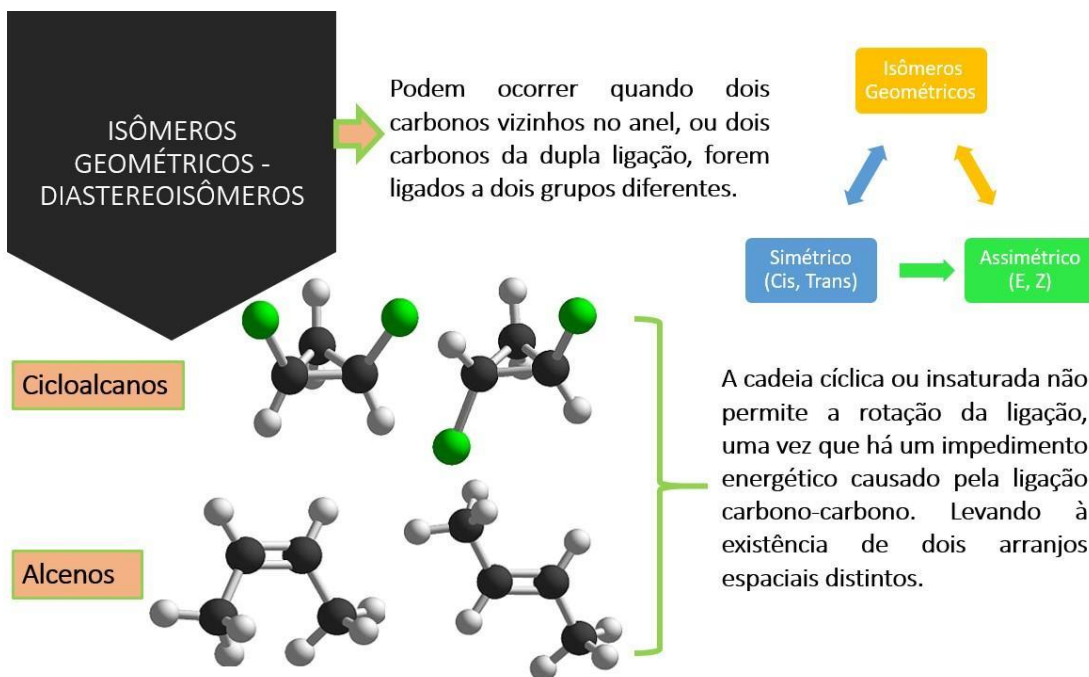 ISÔMEROS
GEOMÉTRICOS -
DIASTEREOISÔMEROS
Podem ocorrer quando dois
carbonos vizinhos no anel, ou dois
carbonos da dupla ligação, forem
ligados a dois grupos diferentes.
Isômeros
Geométricos
Simétrico
(Cis, Trans)
Assimétrico
(E, Z)
Cicloalcanos
Alcenos
A cadeia cíclica ou insaturada não
permite a rotação da ligação,
uma vez que há um impedimento
energético causado pela ligação
carbono-carbono. Levando à
existência de dois arranjos
espaciais distintos.